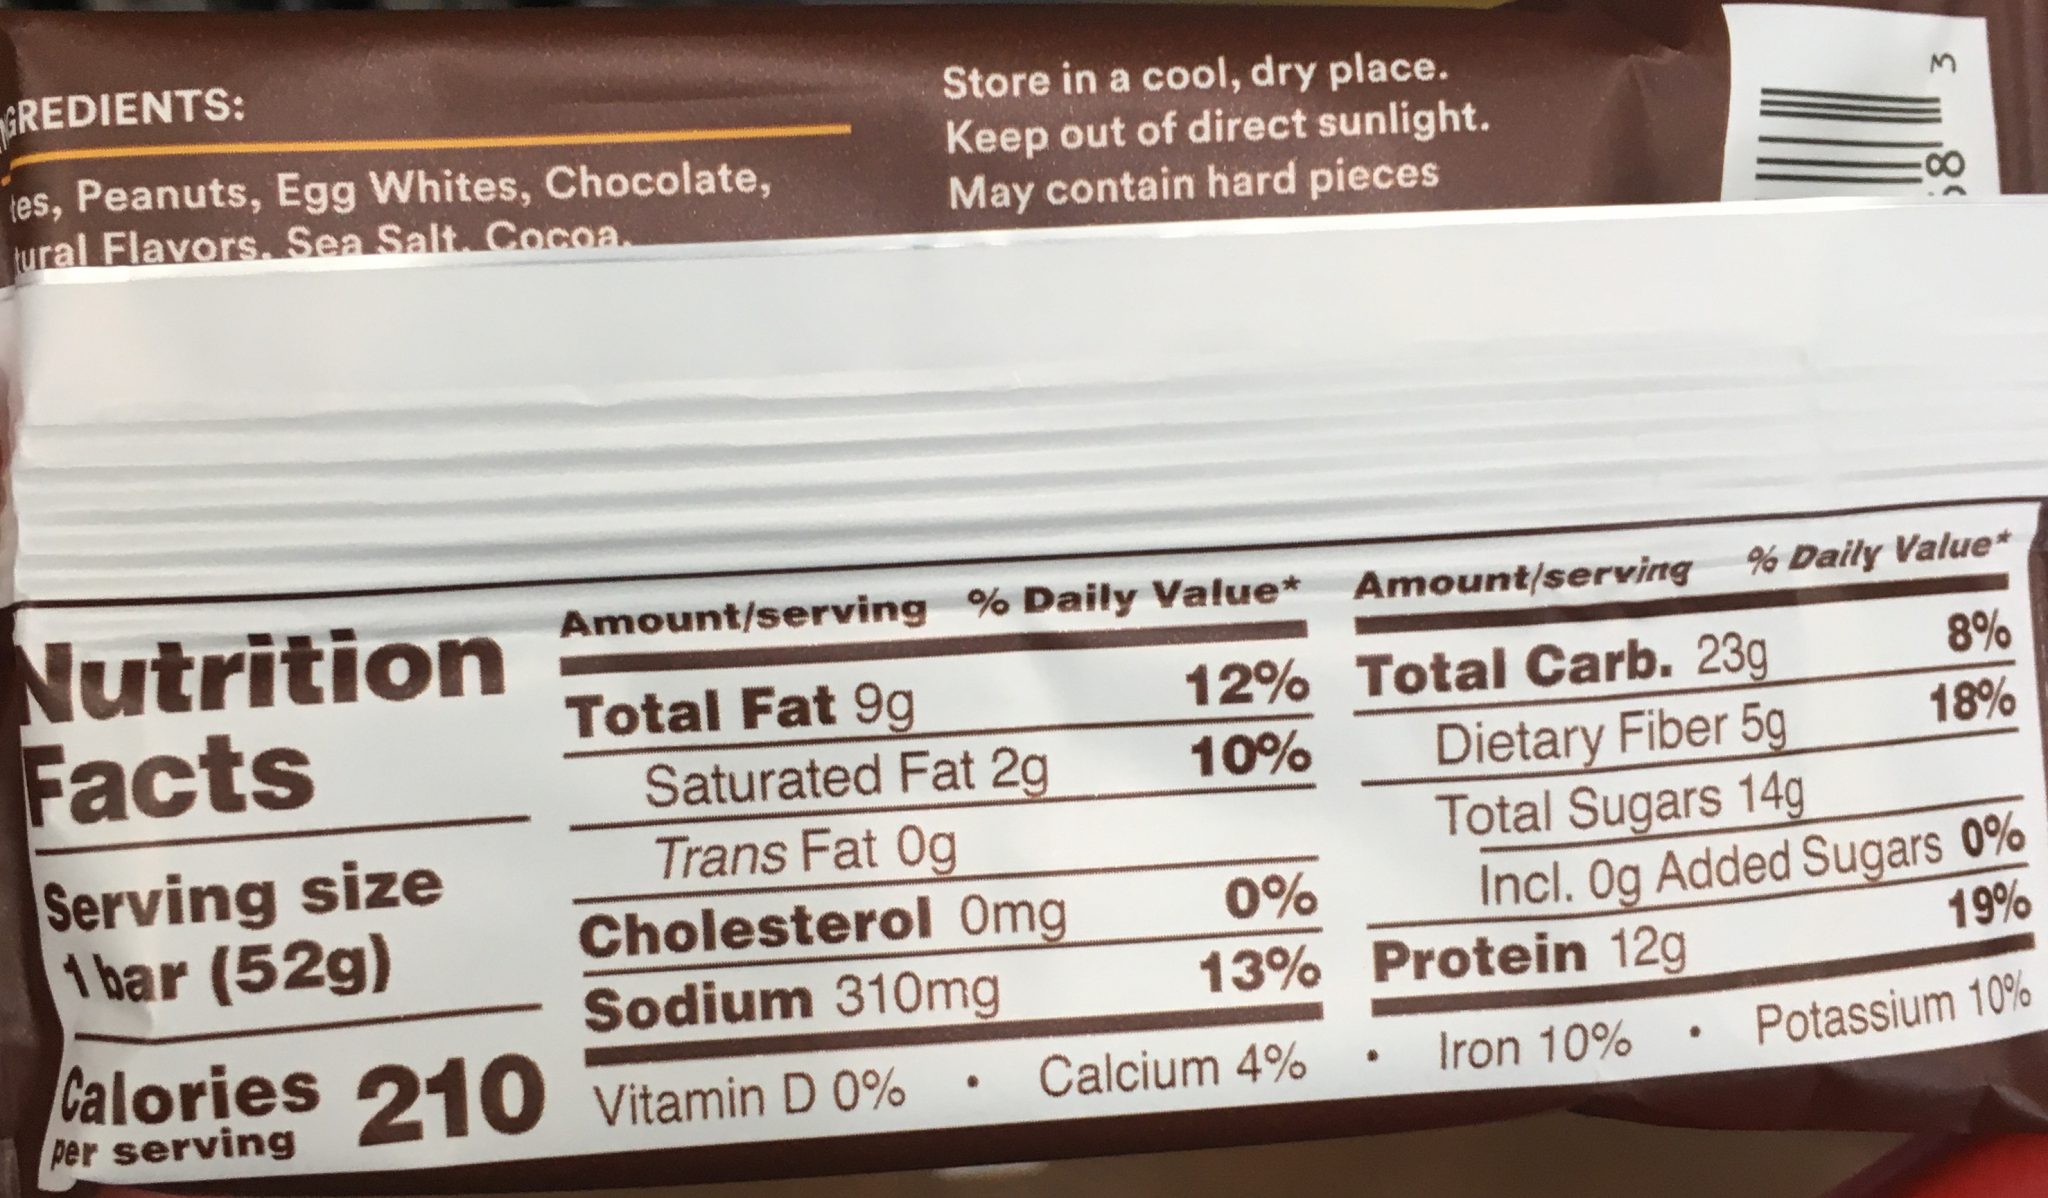 INGREDIENTS:
tes, Peanuts, Egg Whites, Chocolate,
tural Flavors, Sea Salt, Cocoa.
Store in a cool, dry place.
Keep out of direct sunlight.
May contain hard pieces
8 3
Nutrition
Facts
Serving size
1 bar (52g)
Calories 210
per serving
Amount/serving % Daily Value*
Total Fat 9g 12%
Saturated Fat 2g 10%
Trans Fat 0g
Cholesterol 0mg 0%
Sodium 310mg 13%
Amount/serving % Daily Value*
Total Carb. 23g 8%
Dietary Fiber 5g 18%
Total Sugars 14g
Incl. 0g Added Sugars 0%
Protein 12g 19%
Vitamin D 0% • Calcium 4% • Iron 10% • Potassium 10%